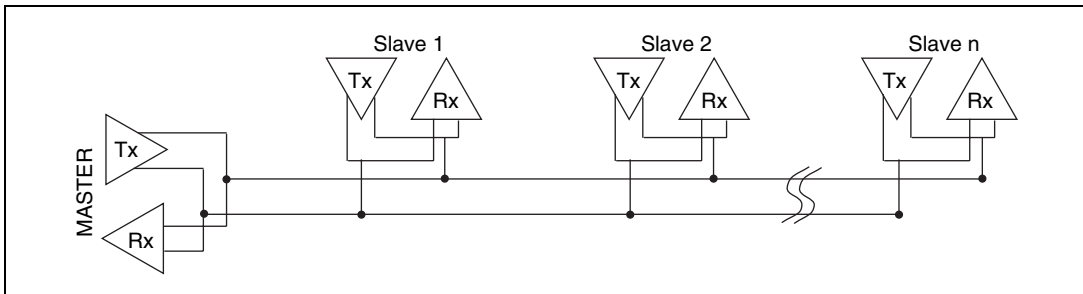 Slave 1
Slave 2
Slave n
Tx
Rx
Tx
Rx
Tx
Rx
MASTER
Tx
Rx